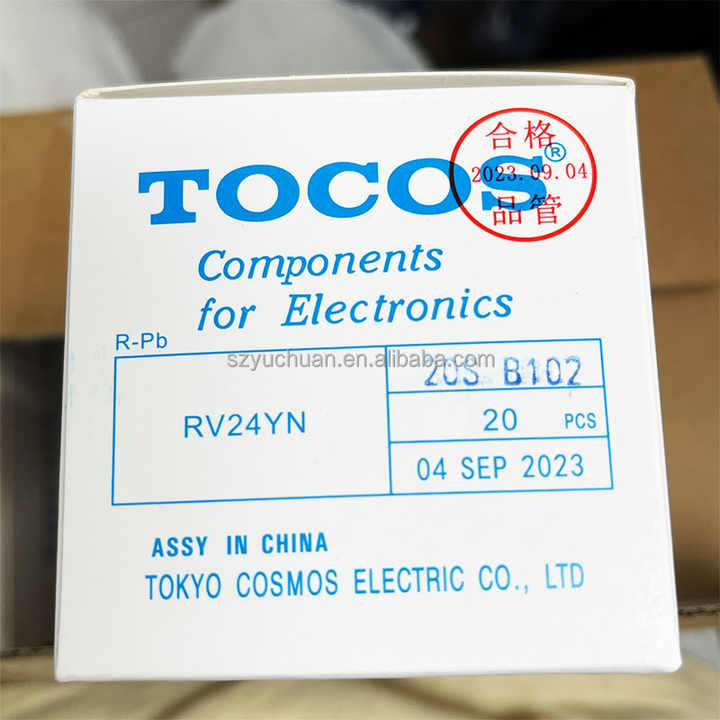 合格
2023.09.04
品管
TOCOS®
Components
for Electronics
R-Pb
szyuchuan.en.alibaba.com
RV24YN
20S B102
20 PCS
04 SEP 2023
ASSY IN CHINA
TOKYO COSMOS ELECTRIC CO., LTD